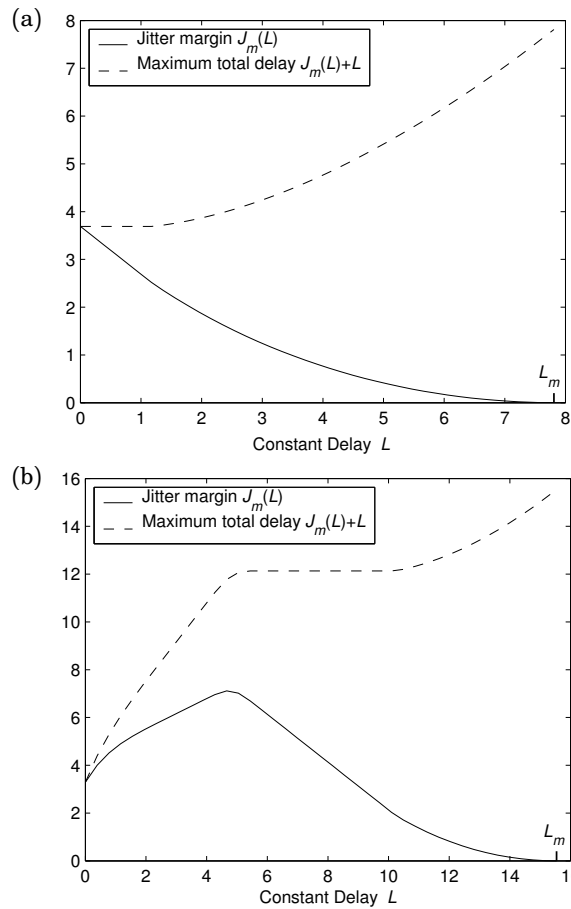 (a)
8
7
6
5
4
3
2
1
0
Jitter margin J_m(L)
Maximum total delay J_m(L)+L
L_m
0 1 2 3 4 5 6 7 8
Constant Delay L
(b)
16
14
12
10
8
6
4
2
0
Jitter margin J_m(L)
Maximum total delay J_m(L)+L
L_m
0 2 4 6 8 10 12 14 1
Constant Delay L